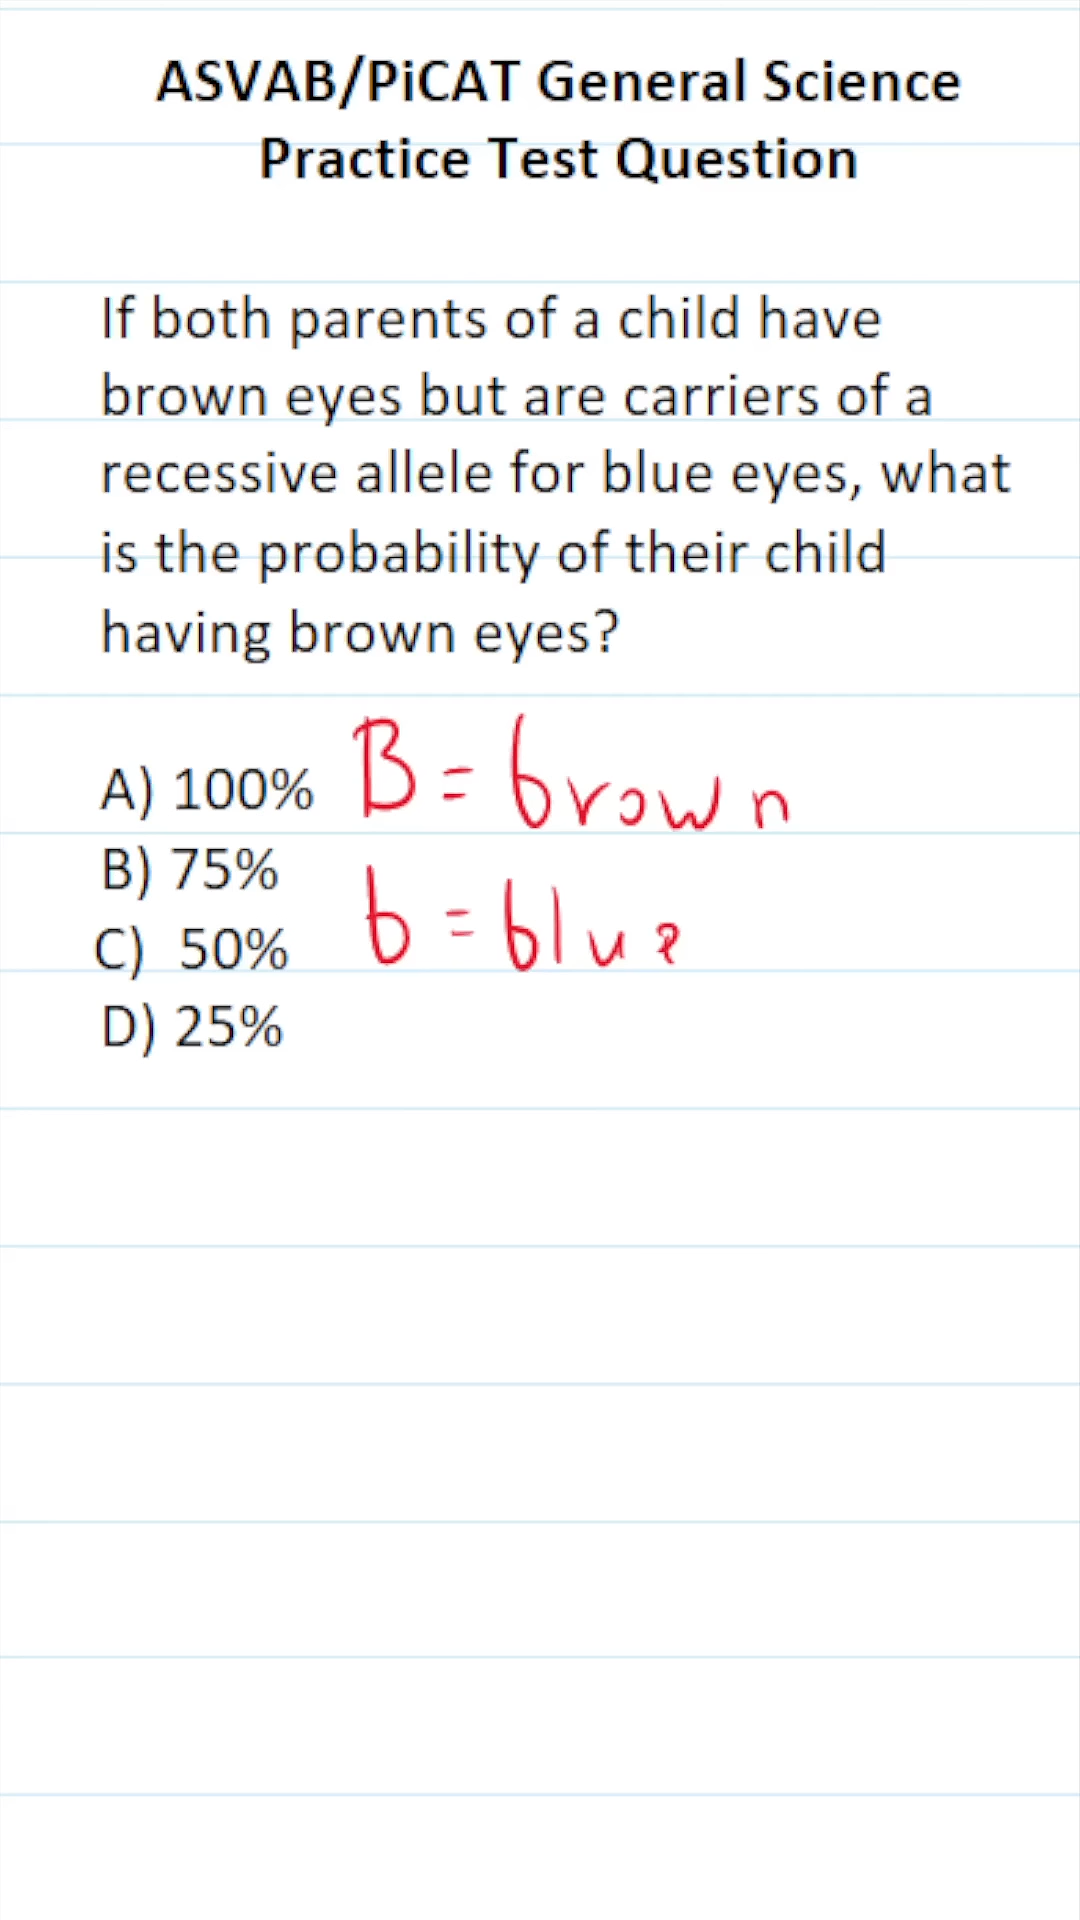 ASVAB/PiCAT General Science
Practice Test Question
If both parents of a child have
brown eyes but are carriers of a
recessive allele for blue eyes, what
is the probability of their child
having brown eyes?
A) 100% B = brown
B) 75%
C) 50% b = blue
D) 25%